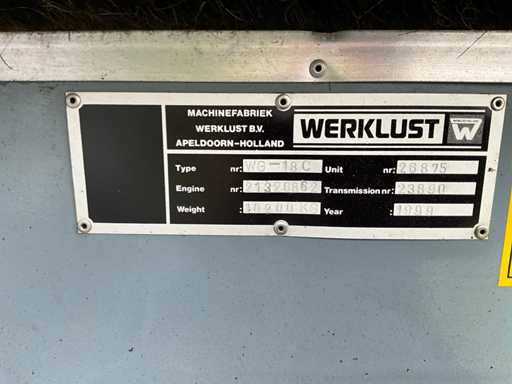 MACHINEFABRIEK
WERKLUST B.V.
APELDOORN-HOLLAND
WERKLUST W
Type nr: WG-18C Unit nr: 26875
Engine nr: 21320862 Transmission nr: 23890
Weight : KG Year : 1999